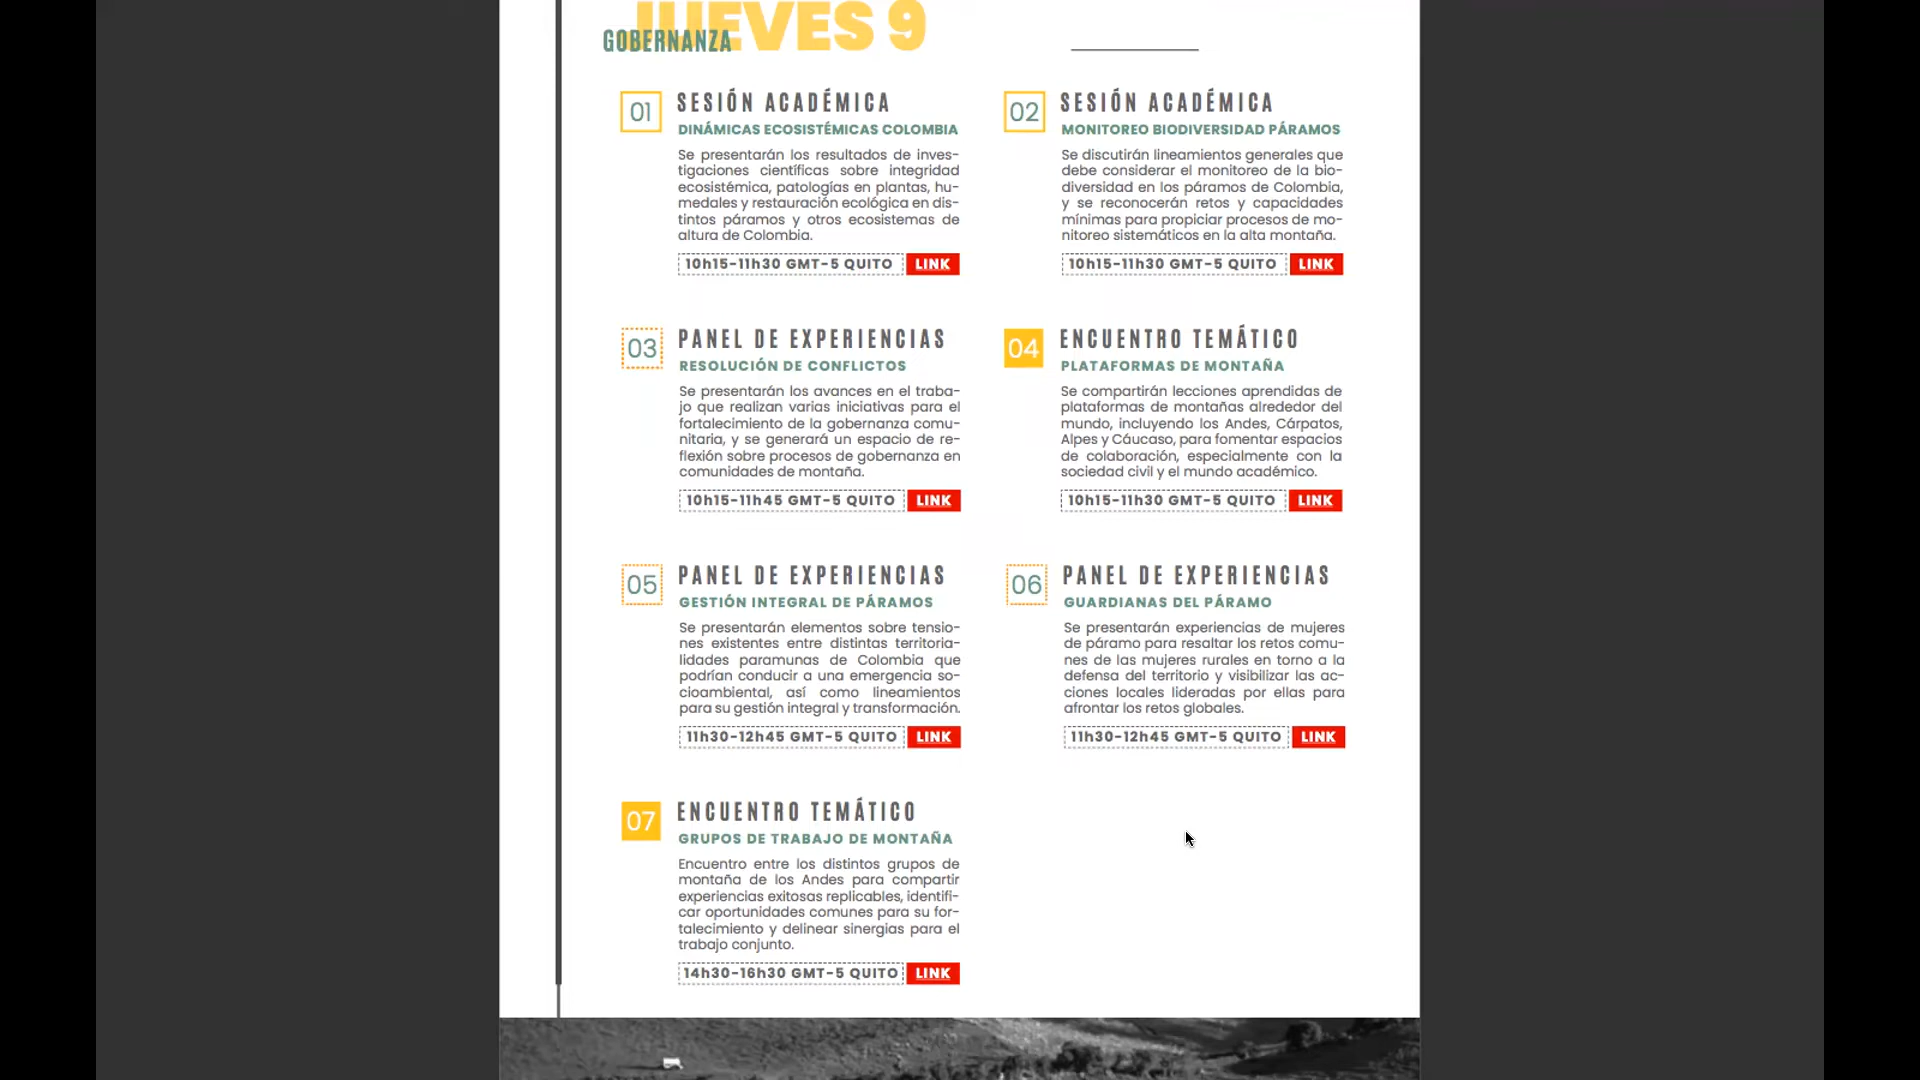 JUEVES 9
GOBERNANZA
01
SESIÓN ACADÉMICA
DINÁMICAS ECOSISTÉMICAS COLOMBIA
Se presentarán los resultados de inves-
tigaciones científicas sobre integridad
ecosistémica, patologías en plantas, hu-
medales y restauración ecológica en dis-
tintos páramos y otros ecosistemas de
altura de Colombia.
10h15-11h30 GMT-5 QUITO LINK
02
SESIÓN ACADÉMICA
MONITOREO BIODIVERSIDAD PÁRAMOS
Se discutirán lineamientos generales que
debe considerar el monitoreo de la bio-
diversidad en los páramos de Colombia,
y se reconocerán retos y capacidades
mínimas para propiciar procesos de mo-
nitoreo sistemáticos en la alta montaña.
10h15-11h30 GMT-5 QUITO LINK
03
PANEL DE EXPERIENCIAS
RESOLUCIÓN DE CONFLICTOS
Se presentarán los avances en el traba-
jo que realizan varias iniciativas para el
fortalecimiento de la gobernanza comu-
nitaria, y se generará un espacio de re-
flexión sobre procesos de gobernanza en
comunidades de montaña.
10h15-11h45 GMT-5 QUITO LINK
04
ENCUENTRO TEMÁTICO
PLATAFORMAS DE MONTAÑA
Se compartirán lecciones aprendidas de
plataformas de montañas alrededor del
mundo, incluyendo los Andes, Cárpatos,
Alpes y Cáucaso, para fomentar espacios
de colaboración, especialmente con la
sociedad civil y el mundo académico.
10h15-11h30 GMT-5 QUITO LINK
05
PANEL DE EXPERIENCIAS
GESTIÓN INTEGRAL DE PÁRAMOS
Se presentarán elementos sobre tensio-
nes existentes entre distintas territoria-
lidades paramunas de Colombia que
podrían conducir a una emergencia so-
cioambiental, así como lineamientos
para su gestión integral y transformación.
11h30-12h45 GMT-5 QUITO LINK
06
PANEL DE EXPERIENCIAS
GUARDIANAS DEL PÁRAMO
Se presentarán experiencias de mujeres
de páramo para resaltar los retos comu-
nes de las mujeres rurales en torno a la
defensa del territorio y visibilizar las ac-
ciones locales lideradas por ellas para
afrontar los retos globales.
11h30-12h45 GMT-5 QUITO LINK
07
ENCUENTRO TEMÁTICO
GRUPOS DE TRABAJO DE MONTAÑA
Encuentro entre los distintos grupos de
montaña de los Andes para compartir
experiencias exitosas replicables, identifi-
car oportunidades comunes para su for-
talecimiento y delinear sinergias para el
trabajo conjunto.
14h30-16h30 GMT-5 QUITO LINK